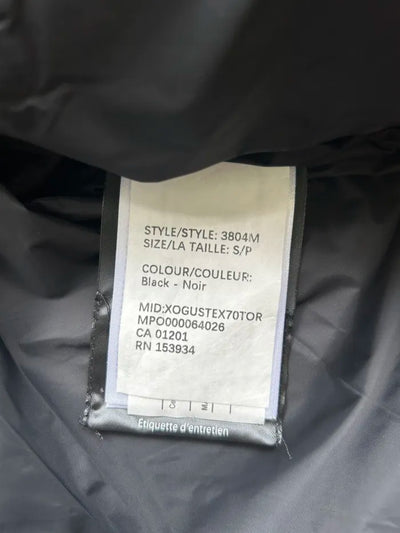 STYLE/STYLE: 3804M
SIZE/LA TAILLE: S/P
COLOUR/COULEUR:
Black - Noir
MID:XOGUSTEX70TOR
MPO000064026
CA 01201
RN 153934
Étiquette d'entretien